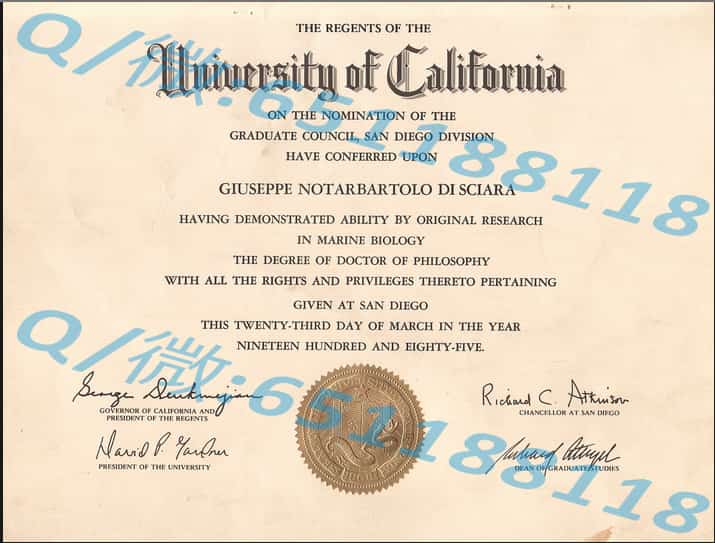 THE REGENTS OF THE
University of California
ON THE NOMINATION OF THE
GRADUATE COUNCIL, SAN DIEGO DIVISION
HAVE CONFERRED UPON
GIUSEPPE NOTARBARTOLO DI SCIARA
HAVING DEMONSTRATED ABILITY BY ORIGINAL RESEARCH
IN MARINE BIOLOGY
THE DEGREE OF DOCTOR OF PHILOSOPHY
WITH ALL THE RIGHTS AND PRIVILEGES THERETO PERTAINING
GIVEN AT SAN DIEGO
THIS TWENTY-THIRD DAY OF MARCH IN THE YEAR
NINETEEN HUNDRED AND EIGHTY-FIVE.
George Deukmejian
GOVERNOR OF CALIFORNIA AND
PRESIDENT OF THE REGENTS
Richard C. Atkinson
CHANCELLOR AT SAN DIEGO
David P. Gardner
PRESIDENT OF THE UNIVERSITY
DEAN OF GRADUATE STUDIES
Q/微:651188118
Q/微:651188118